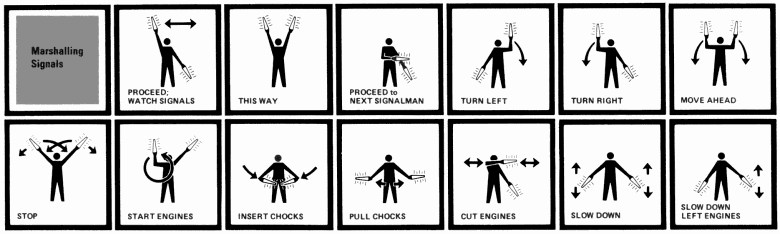 Marshalling
Signals
PROCEED;
WATCH SIGNALS
THIS WAY
PROCEED to
NEXT SIGNALMAN
TURN LEFT
TURN RIGHT
MOVE AHEAD
STOP
START ENGINES
INSERT CHOCKS
PULL CHOCKS
CUT ENGINES
SLOW DOWN
SLOW DOWN
LEFT ENGINES